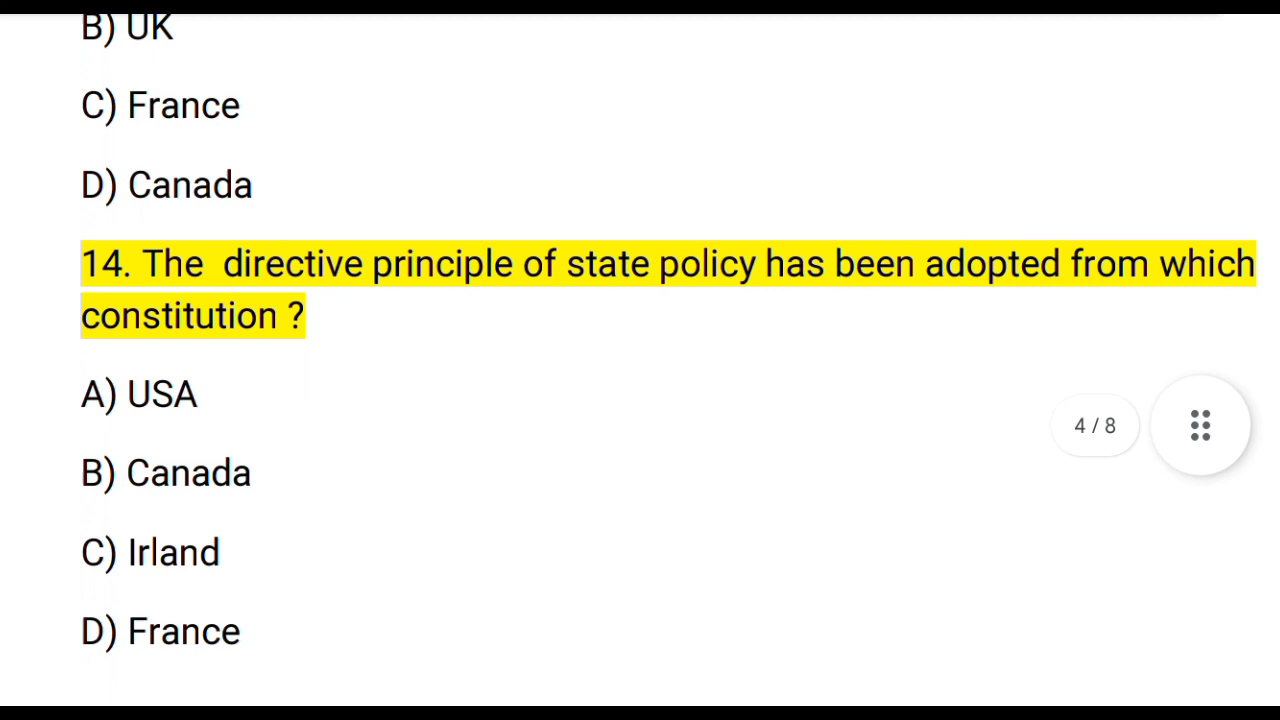 B) UK
C) France
D) Canada
14. The  directive principle of state policy has been adopted from which
constitution ?
A) USA
B) Canada
C) Irland
D) France
4 / 8